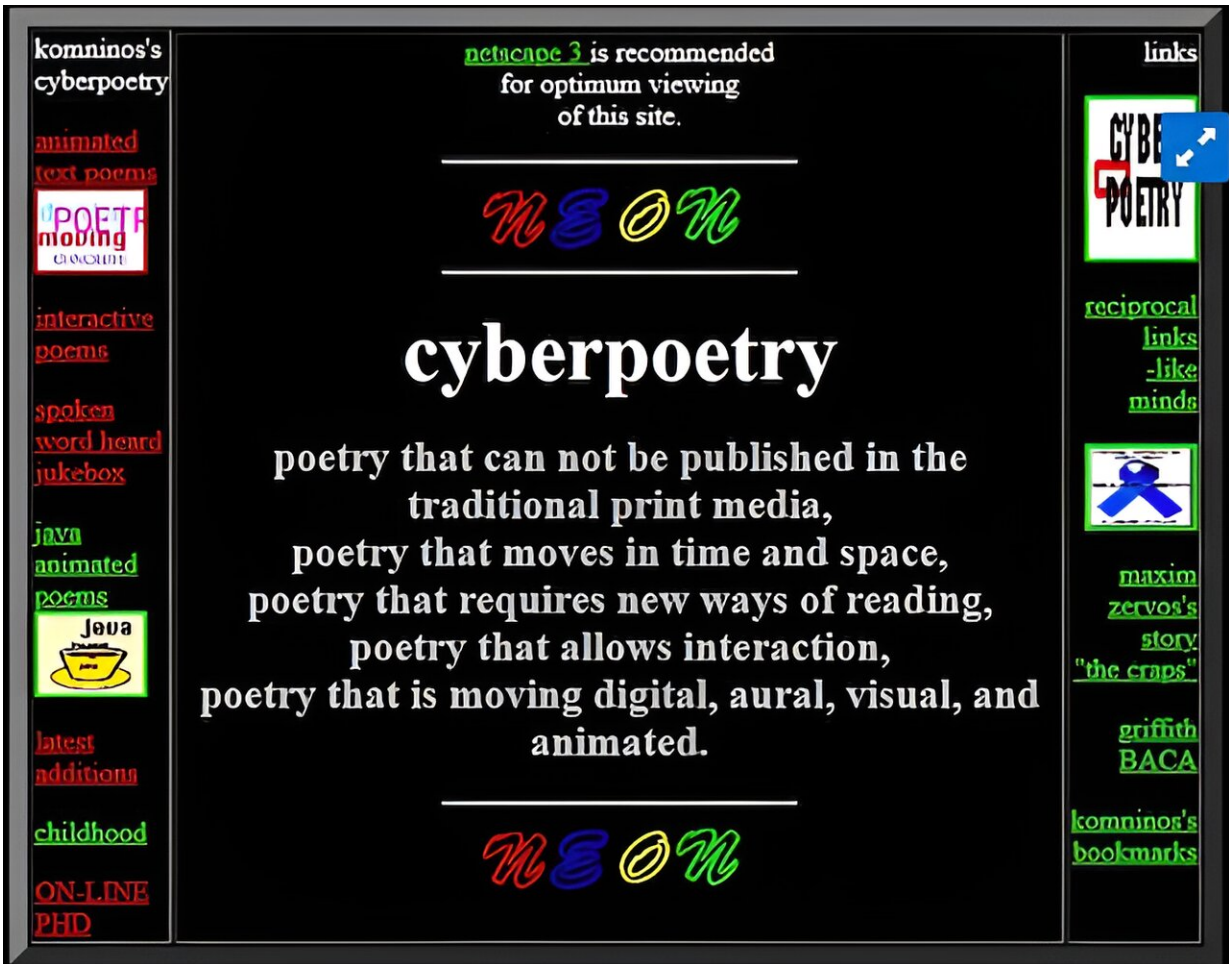 komninos's
cyberpoetry
animated
text poems
POETR
moving
interactive
poems
spoken
word heard
jukebox
java
animated
poems
Java
latest
additions
childhood
ON-LINE
PHD
netscape 3 is recommended
for optimum viewing
of this site.
NEON
cyberpoetry
poetry that can not be published in the
traditional print media,
poetry that moves in time and space,
poetry that requires new ways of reading,
poetry that allows interaction,
poetry that is moving digital, aural, visual, and
animated.
NEON
links
CYBE
POETRY
reciprocal
links
-like
minds
maxim
zervos's
story
"the craps"
griffith
BACA
komninos's
bookmarks